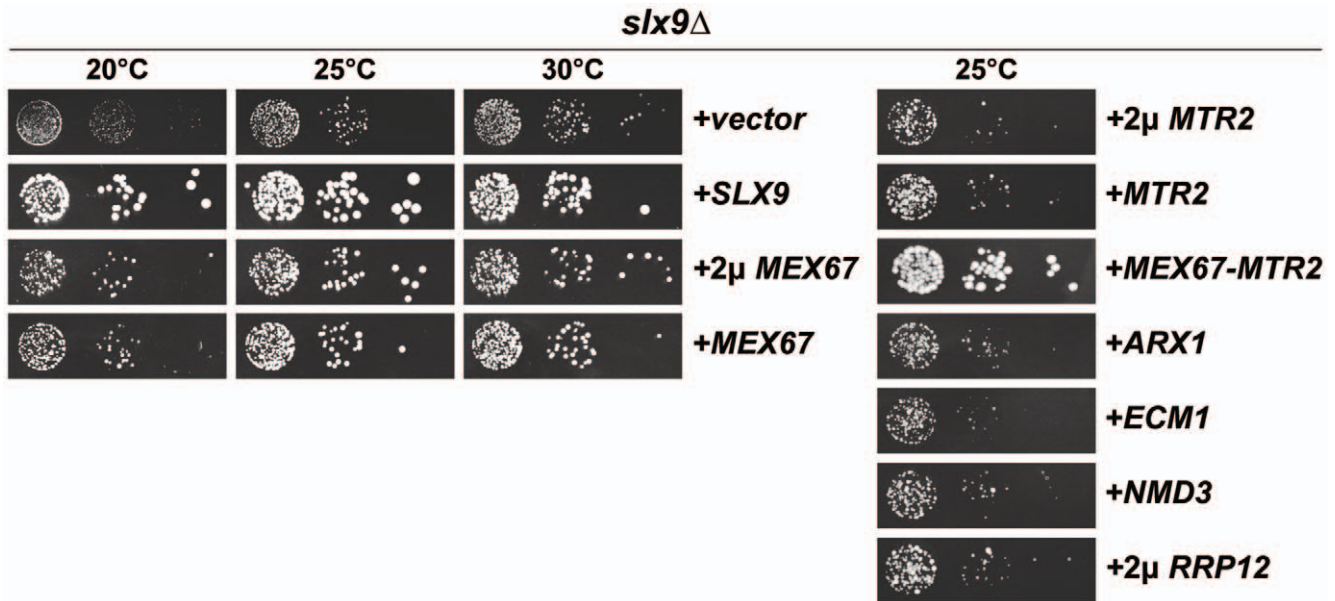 slx9Δ
20°C 25°C 30°C 25°C
+vector +2μ MTR2
+SLX9 +MTR2
+2μ MEX67 +MEX67-MTR2
+MEX67 +ARX1
+ECM1
+NMD3
+2μ RRP12